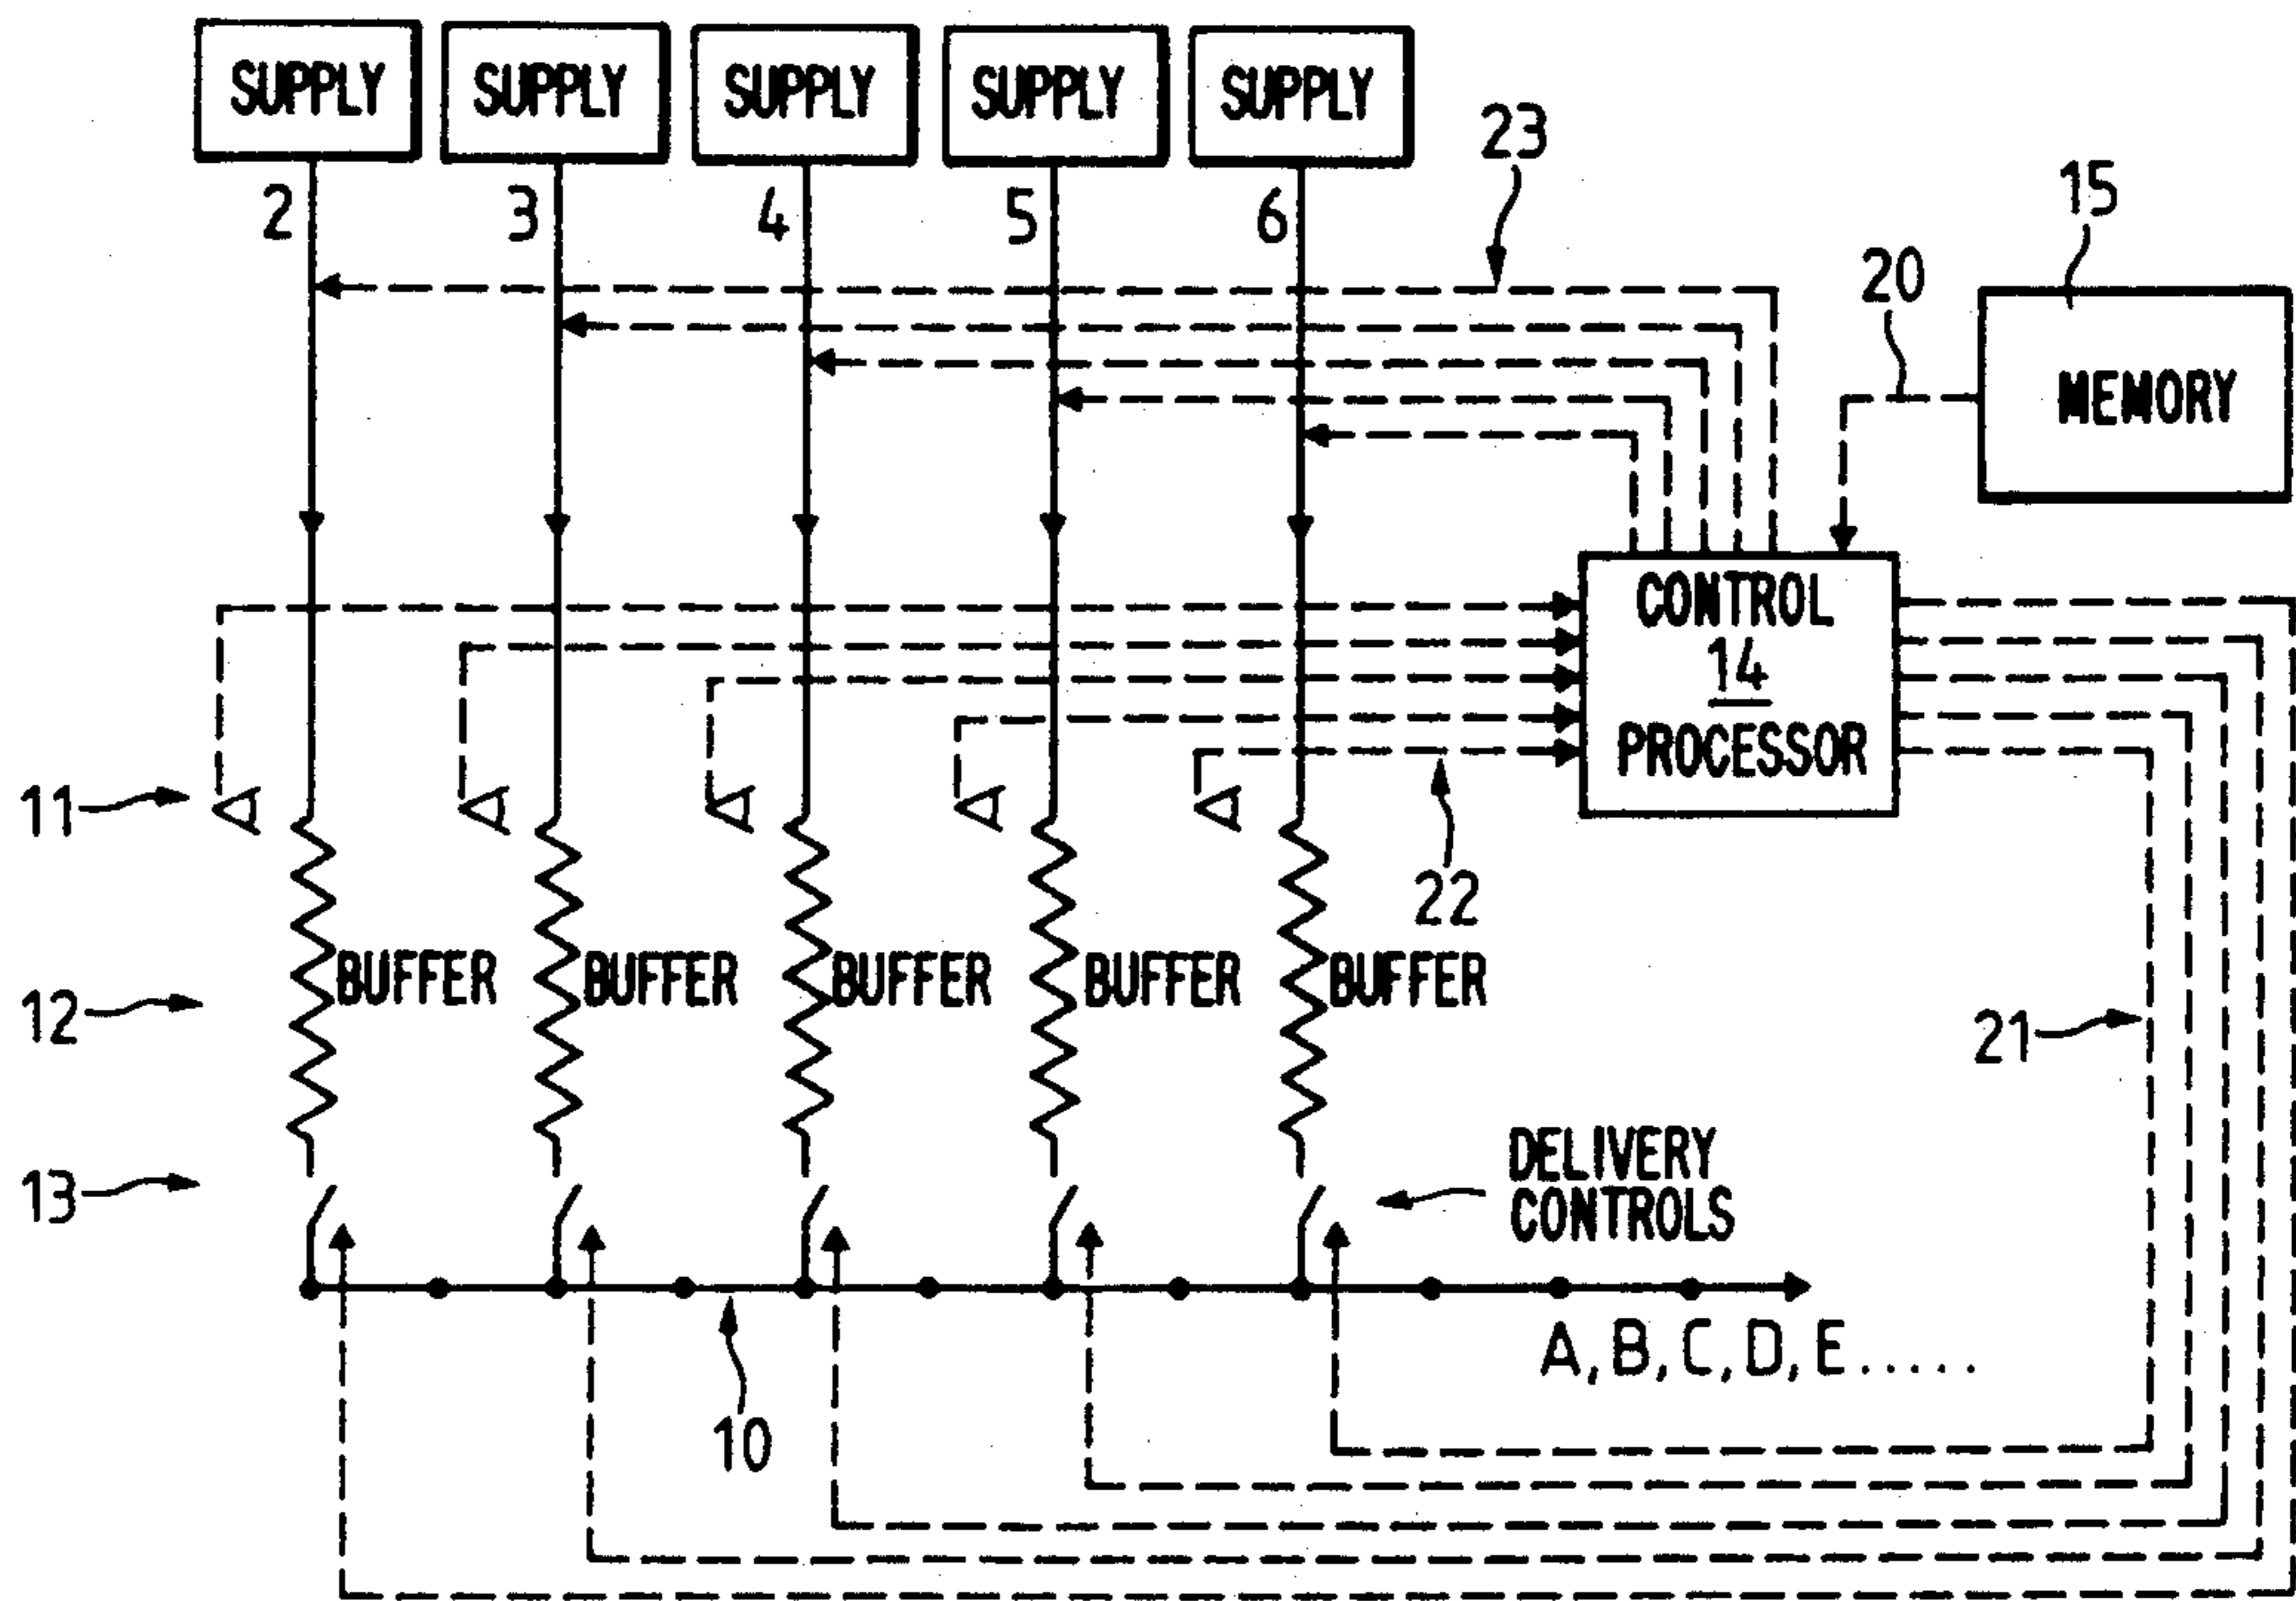 SUPPLY SUPPLY SUPPLY SUPPLY SUPPLY
23
15
2 3 4 5 6
20
MEMORY
CONTROL
14
PROCESSOR
11
22
BUFFER BUFFER BUFFER BUFFER BUFFER
12
21
DELIVERY
CONTROLS
13
A, B, C, D, E.....
10